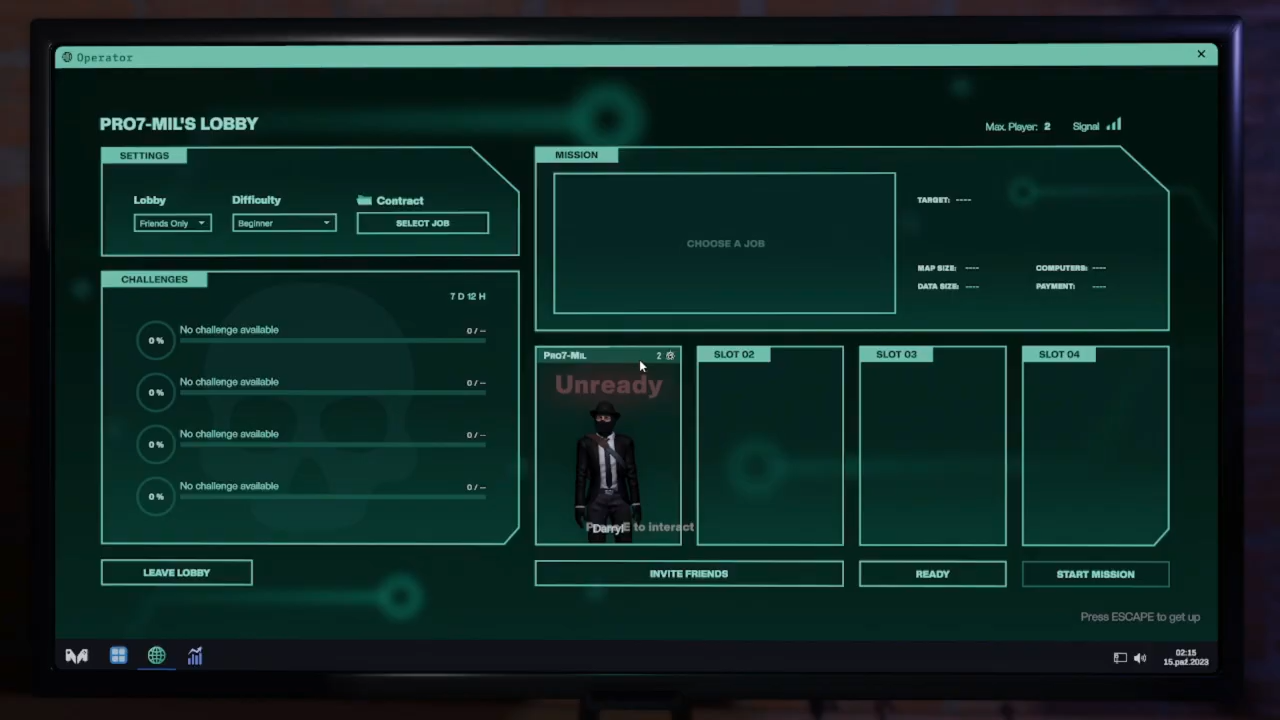 Operator
PRO7-MIL'S LOBBY
Max. Player: 2 Signal
SETTINGS
Lobby Difficulty Contract
Friends Only Beginner SELECT JOB
CHALLENGES
7 D 12 H
0 % No challenge available 0 / --
0 % No challenge available 0 / --
0 % No challenge available 0 / --
0 % No challenge available 0 / --
LEAVE LOBBY
MISSION
CHOOSE A JOB
TARGET: ----
MAP SIZE: ---- COMPUTERS: ----
DATA SIZE: ---- PAYMENT: ----
PRO7-MIL 2
Unready
Darryl
E to interact
SLOT 02
SLOT 03
SLOT 04
INVITE FRIENDS
READY
START MISSION
Press ESCAPE to get up
02:15
15.paź.2023